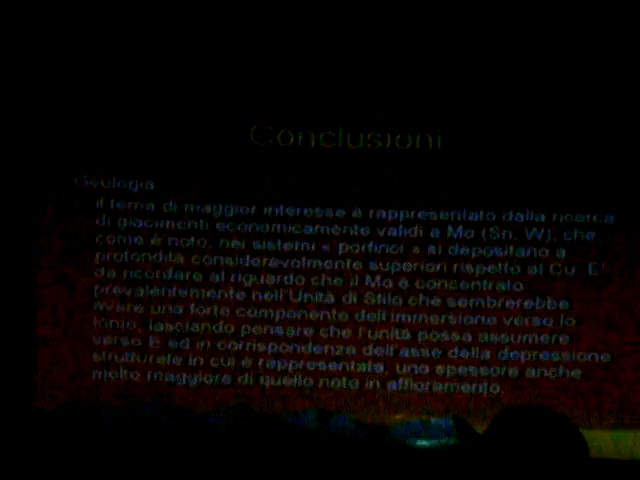 Conclusioni
Geologia
il tema di maggior interesse è rappresentato dalla ricerca
di giacimenti economicamente validi a Mo (Sn, W), che,
come è noto, nei sistemi « porfirici » si depositano a
profondità considerevolmente superiori rispetto al Cu. E'
da ricordare al riguardo che il Mo è concentrato
prevalentemente nell'Unità di Stilo che sembrerebbe
avere una forte componente dell'immersione verso lo
Ionio, lasciando pensare che l'unità possa assumere
verso E ed in corrispondenza dell'asse della depressione
strutturale in cui è rappresentata, uno spessore anche
molto maggiore di quello noto in affioramento.